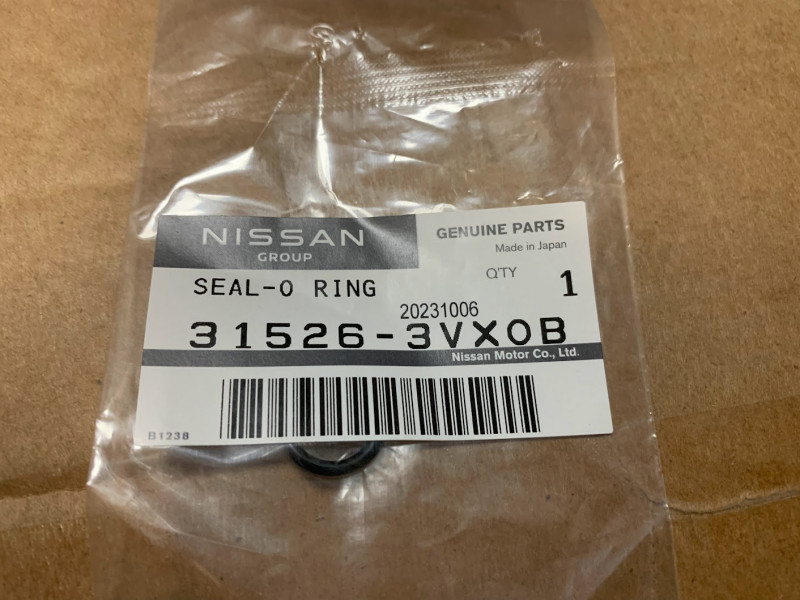 NISSAN
GROUP
GENUINE PARTS
Made in Japan
SEAL-O RING
Q'TY 1
20231006
31526-3VX0B
Nissan Motor Co., Ltd.
B1238